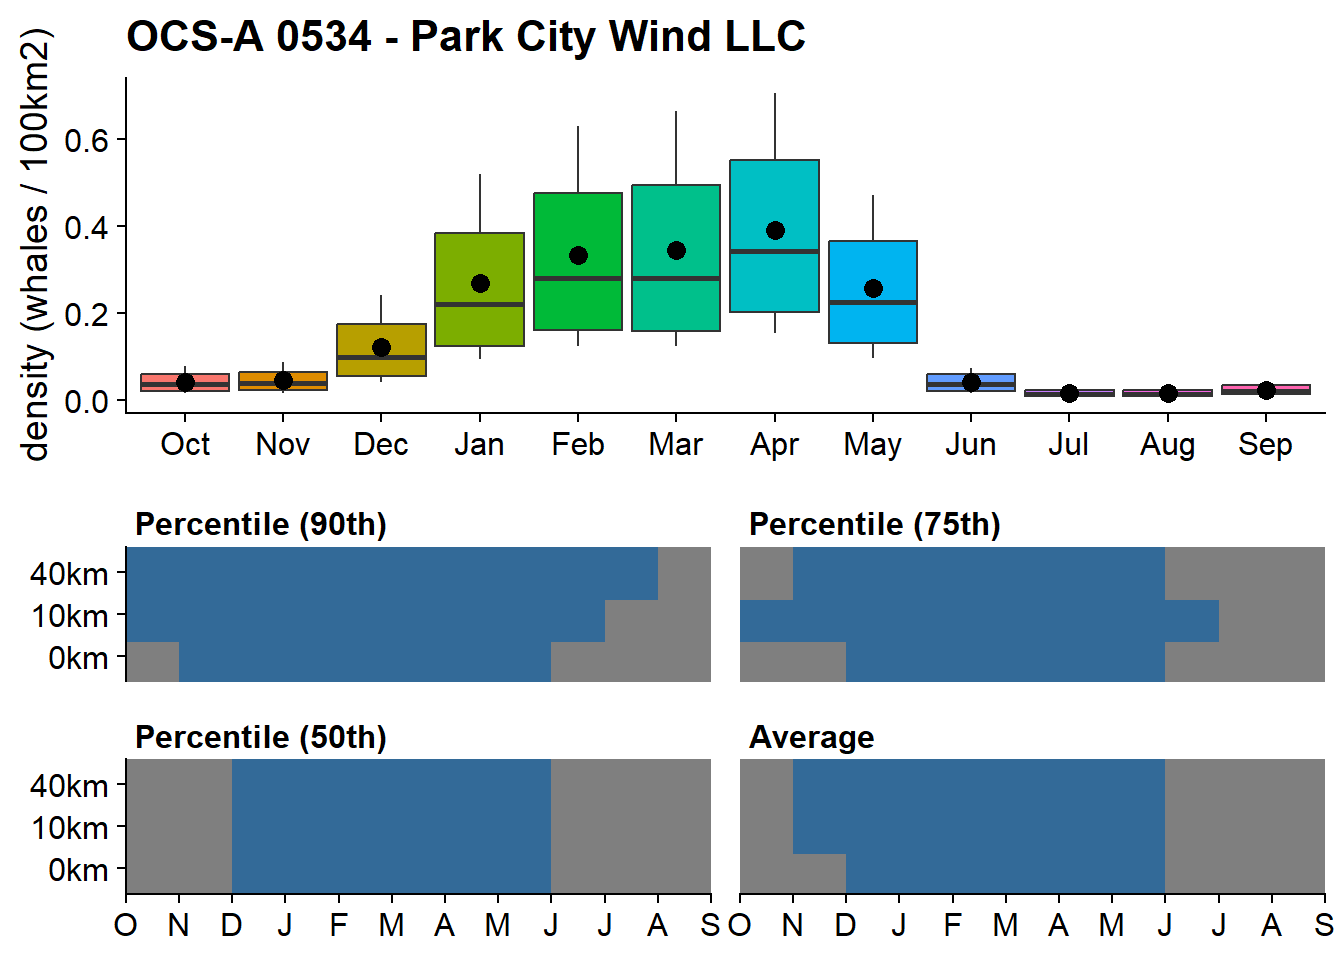 OCS-A 0534 - Park City Wind LLC
density (whales / 100km2)
0.6
0.4
0.2
0.0
Oct Nov Dec Jan Feb Mar Apr May Jun Jul Aug Sep
Percentile (90th) Percentile (75th)
40km
10km
0km
Percentile (50th) Average
40km
10km
0km
O N D J F M A M J J A S O N D J F M A M J J A S